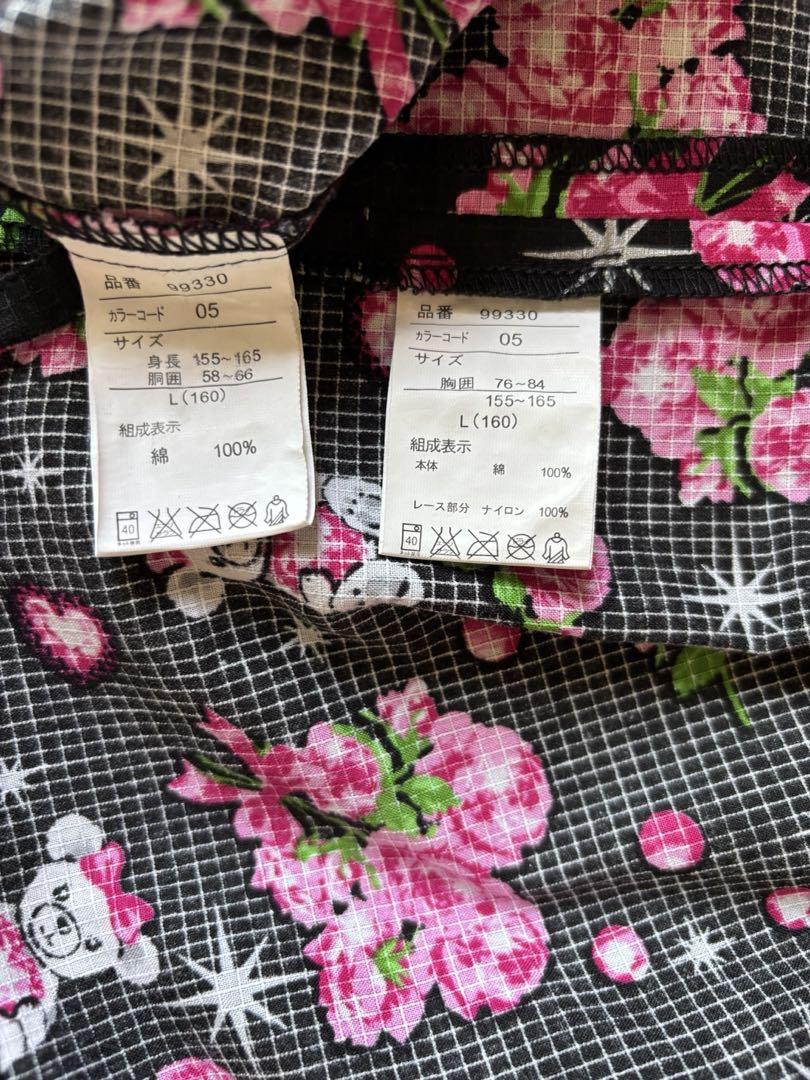 品番 99330
カラーコード 05
サイズ
身長 155~165
胴囲 58~66
L(160)
組成表示
綿 100%
40
品番 99330
カラーコード 05
サイズ
胸囲 76~84
155~165
L(160)
組成表示
本体 綿 100%
レース部分 ナイロン 100%
40